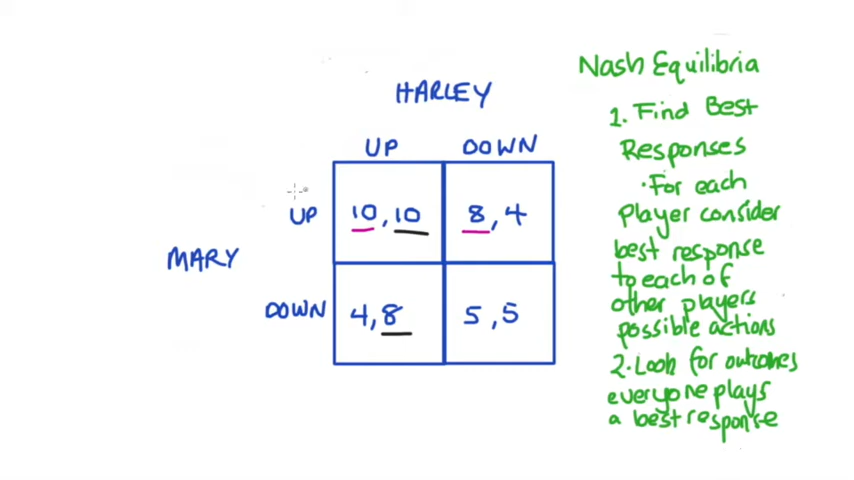 HARLEY
UP DOWN
UP 10, 10 8, 4
MARY
DOWN 4, 8 5, 5
Nash Equilibria
1. Find Best
Responses
• For each
Player consider
best response
to each of
other players
possible actions
2. Look for outcomes
everyone plays
a best response